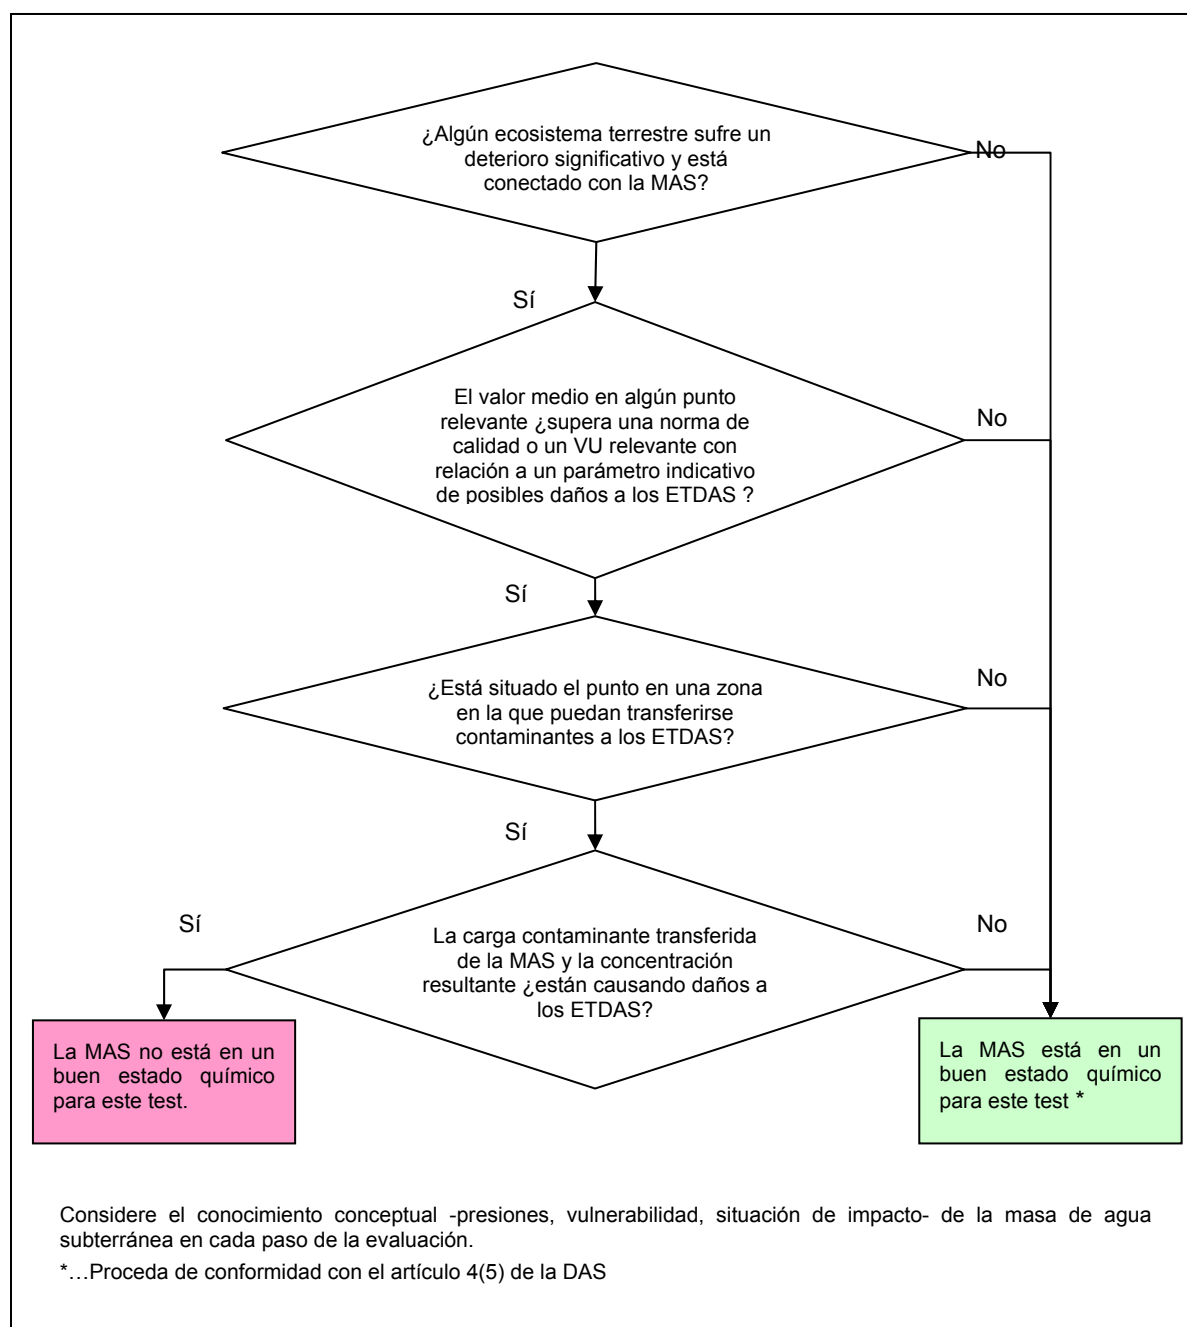 ¿Algún ecosistema terrestre sufre un
deterioro significativo y está
conectado con la MAS?
No
Sí
El valor medio en algún punto
relevante ¿supera una norma de
calidad o un VU relevante con
relación a un parámetro indicativo
de posibles daños a los ETDAS ?
No
Sí
¿Está situado el punto en una zona
en la que puedan transferirse
contaminantes a los ETDAS?
No
Sí
Sí
La carga contaminante transferida
de la MAS y la concentración
resultante ¿están causando daños a
los ETDAS?
No
La MAS no está en un
buen estado químico
para este test.
La MAS está en un
buen estado químico
para este test *
Considere el conocimiento conceptual -presiones, vulnerabilidad, situación de impacto- de la masa de agua
subterránea en cada paso de la evaluación.
*…Proceda de conformidad con el artículo 4(5) de la DAS